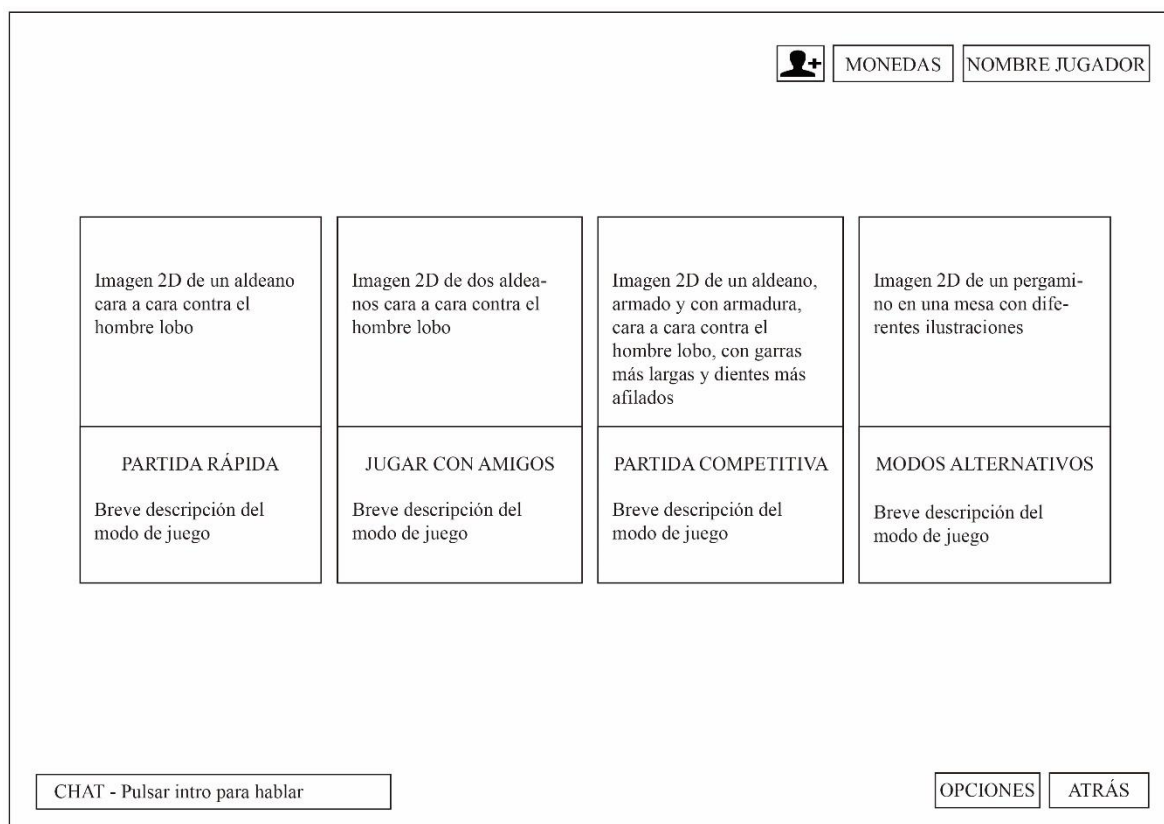 MONEDAS
NOMBRE JUGADOR
Imagen 2D de un aldeano
cara a cara contra el
hombre lobo
Imagen 2D de dos aldea-
nos cara a cara contra el
hombre lobo
Imagen 2D de un aldeano,
armado y con armadura,
cara a cara contra el
hombre lobo, con garras
más largas y dientes más
afilados
Imagen 2D de un pergami-
no en una mesa con dife-
rentes ilustraciones
PARTIDA RÁPIDA
Breve descripción del
modo de juego
JUGAR CON AMIGOS
Breve descripción del
modo de juego
PARTIDA COMPETITIVA
Breve descripción del
modo de juego
MODOS ALTERNATIVOS
Breve descripción del
modo de juego
CHAT - Pulsar intro para hablar
OPCIONES
ATRÁS